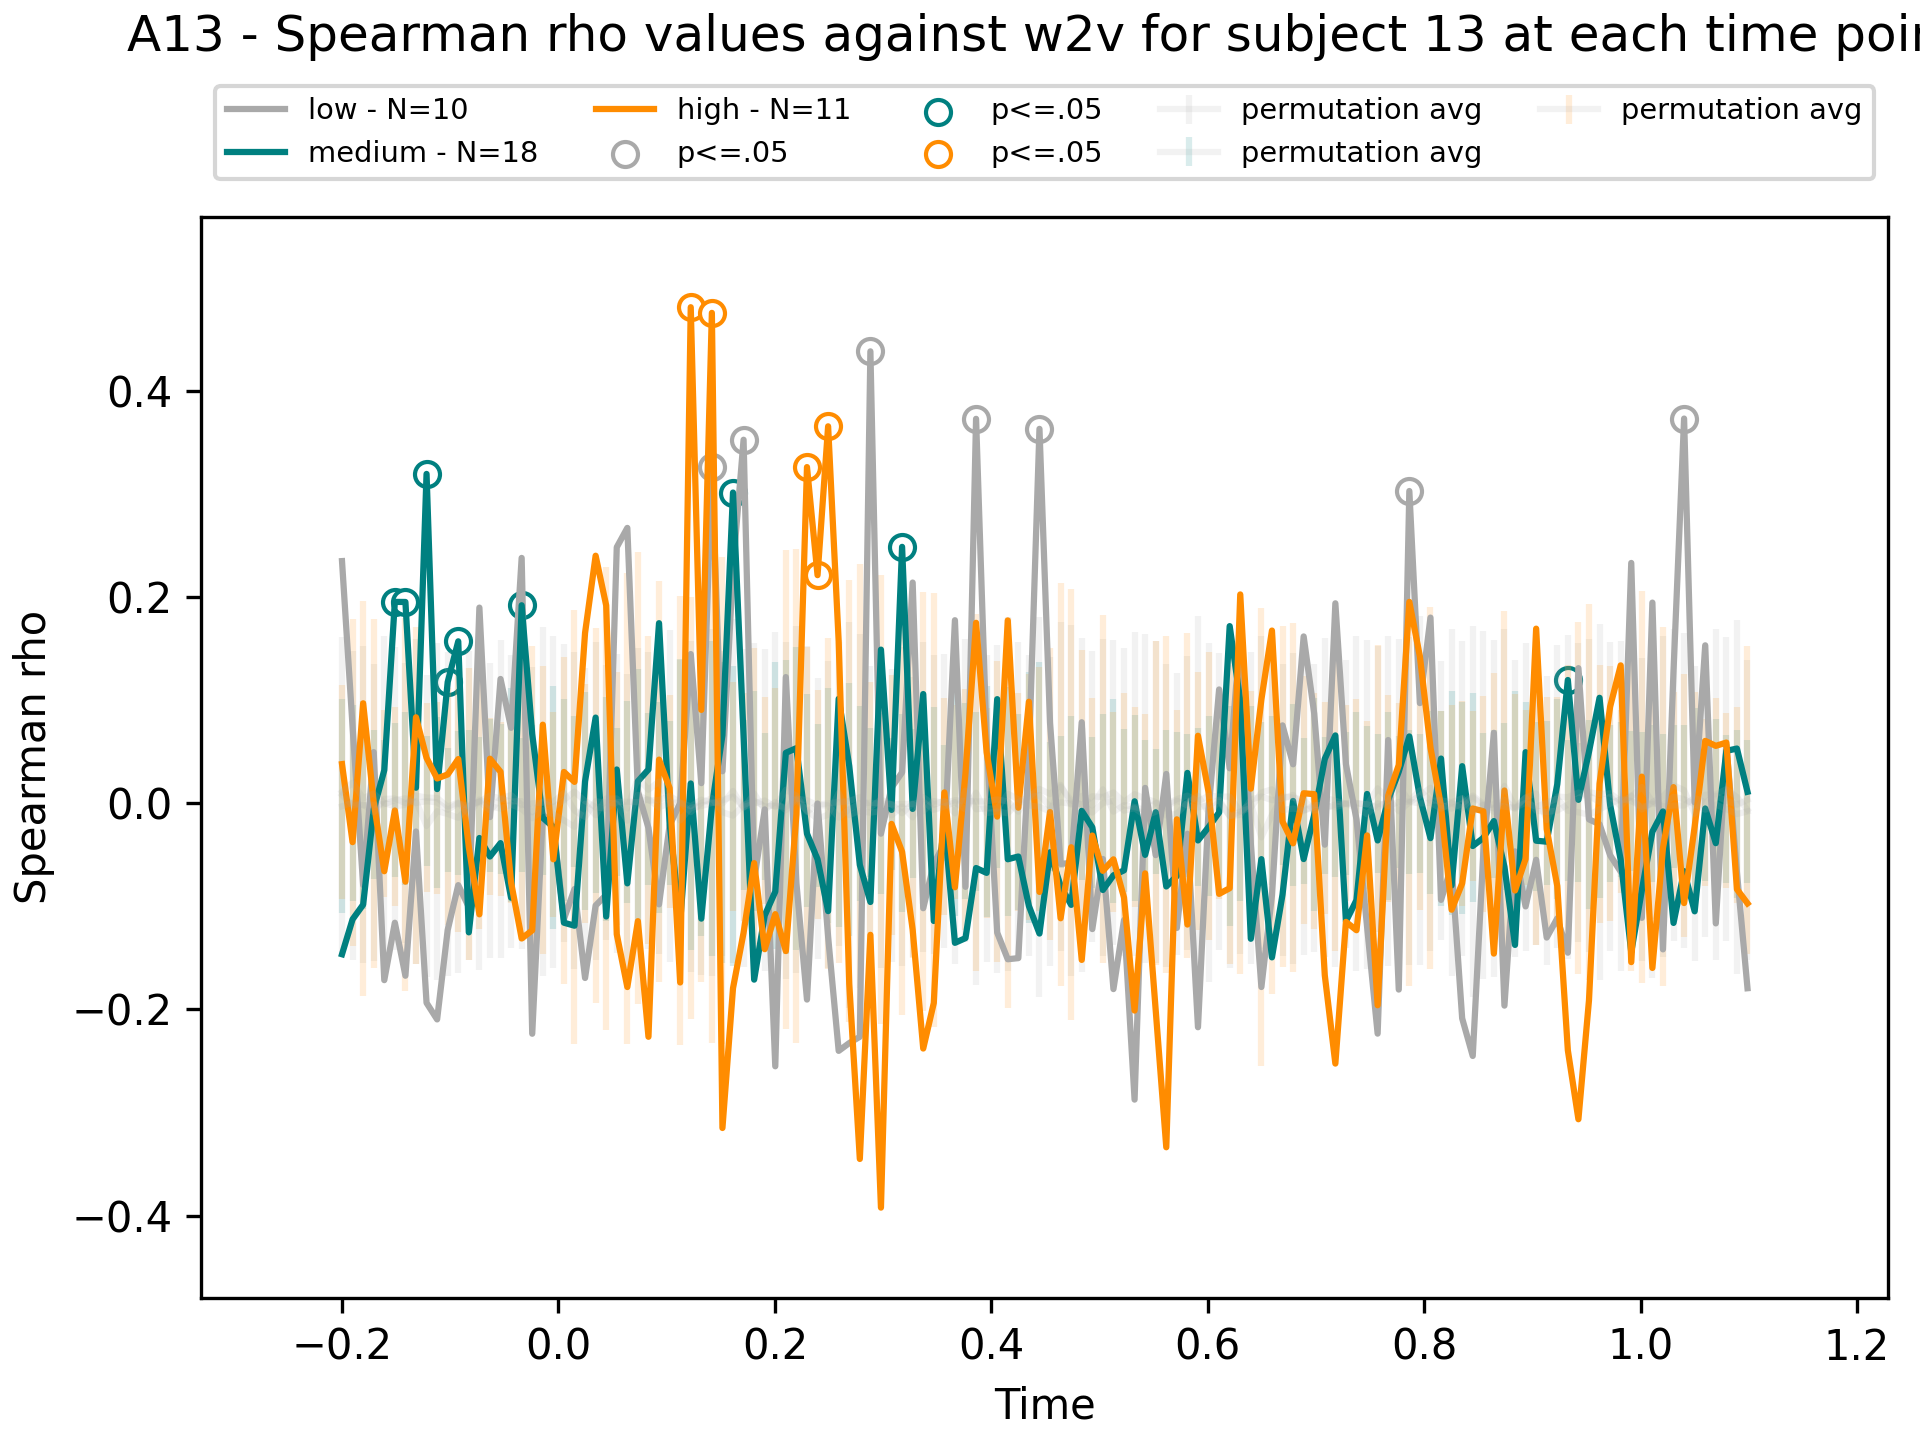 A13 - Spearman rho values against w2v for subject 13 at each time
low - N=10
medium - N=18
high - N=11
p<=.05
p<=.05
p<=.05
permutation avg
permutation avg
permutation avg
Spearman rho
0.4
0.2
0.0
−0.2
−0.4
−0.2 0.0 0.2 0.4 0.6 0.8 1.0 1.2
Time